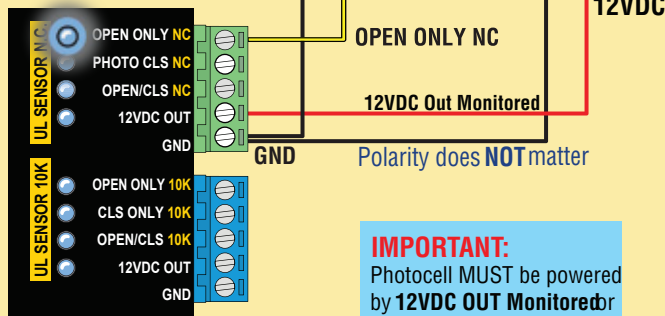 12VDC
UL SENSOR N.C.
OPEN ONLY NC
PHOTO CLS NC
OPEN/CLS NC
12VDC OUT
GND
OPEN ONLY NC
12VDC Out Monitored
GND
Polarity does NOT matter
UL SENSOR 10K
OPEN ONLY 10K
CLS ONLY 10K
OPEN/CLS 10K
12VDC OUT
GND
IMPORTANT:
Photocell MUST be powered
by 12VDC OUT Monitored or